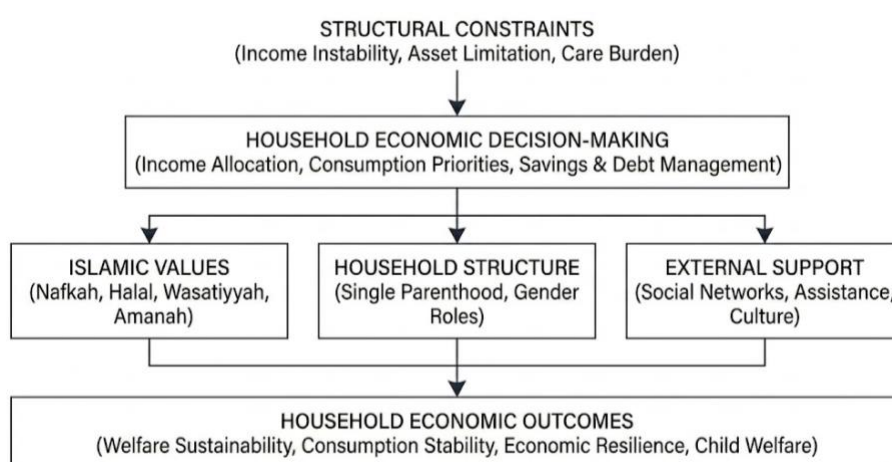 STRUCTURAL CONSTRAINTS
(Income Instability, Asset Limitation, Care Burden)
HOUSEHOLD ECONOMIC DECISION-MAKING
(Income Allocation, Consumption Priorities, Savings & Debt Management)
ISLAMIC VALUES
(Nafkah, Halal, Wasatiyyah,
Amanah)
HOUSEHOLD STRUCTURE
(Single Parenthood, Gender
Roles)
EXTERNAL SUPPORT
(Social Networks, Assistance,
Culture)
HOUSEHOLD ECONOMIC OUTCOMES
(Welfare Sustainability, Consumption Stability, Economic Resilience, Child Welfare)